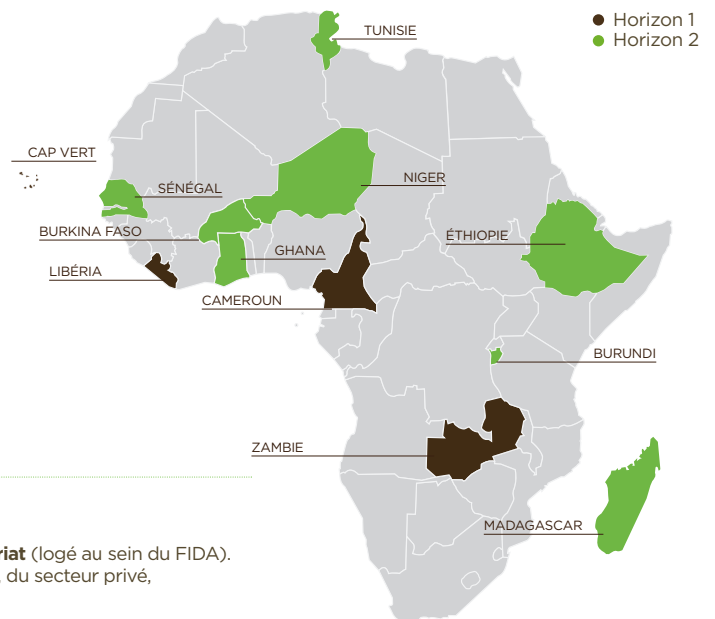 TUNISIE
Horizon 1
Horizon 2
CAP VERT
SÉNÉGAL
NIGER
BURKINA FASO
GHANA
ÉTHIOPIE
LIBÉRIA
CAMEROUN
BURUNDI
ZAMBIE
MADAGASCAR
riat (logé au sein du FIDA).
du secteur privé,